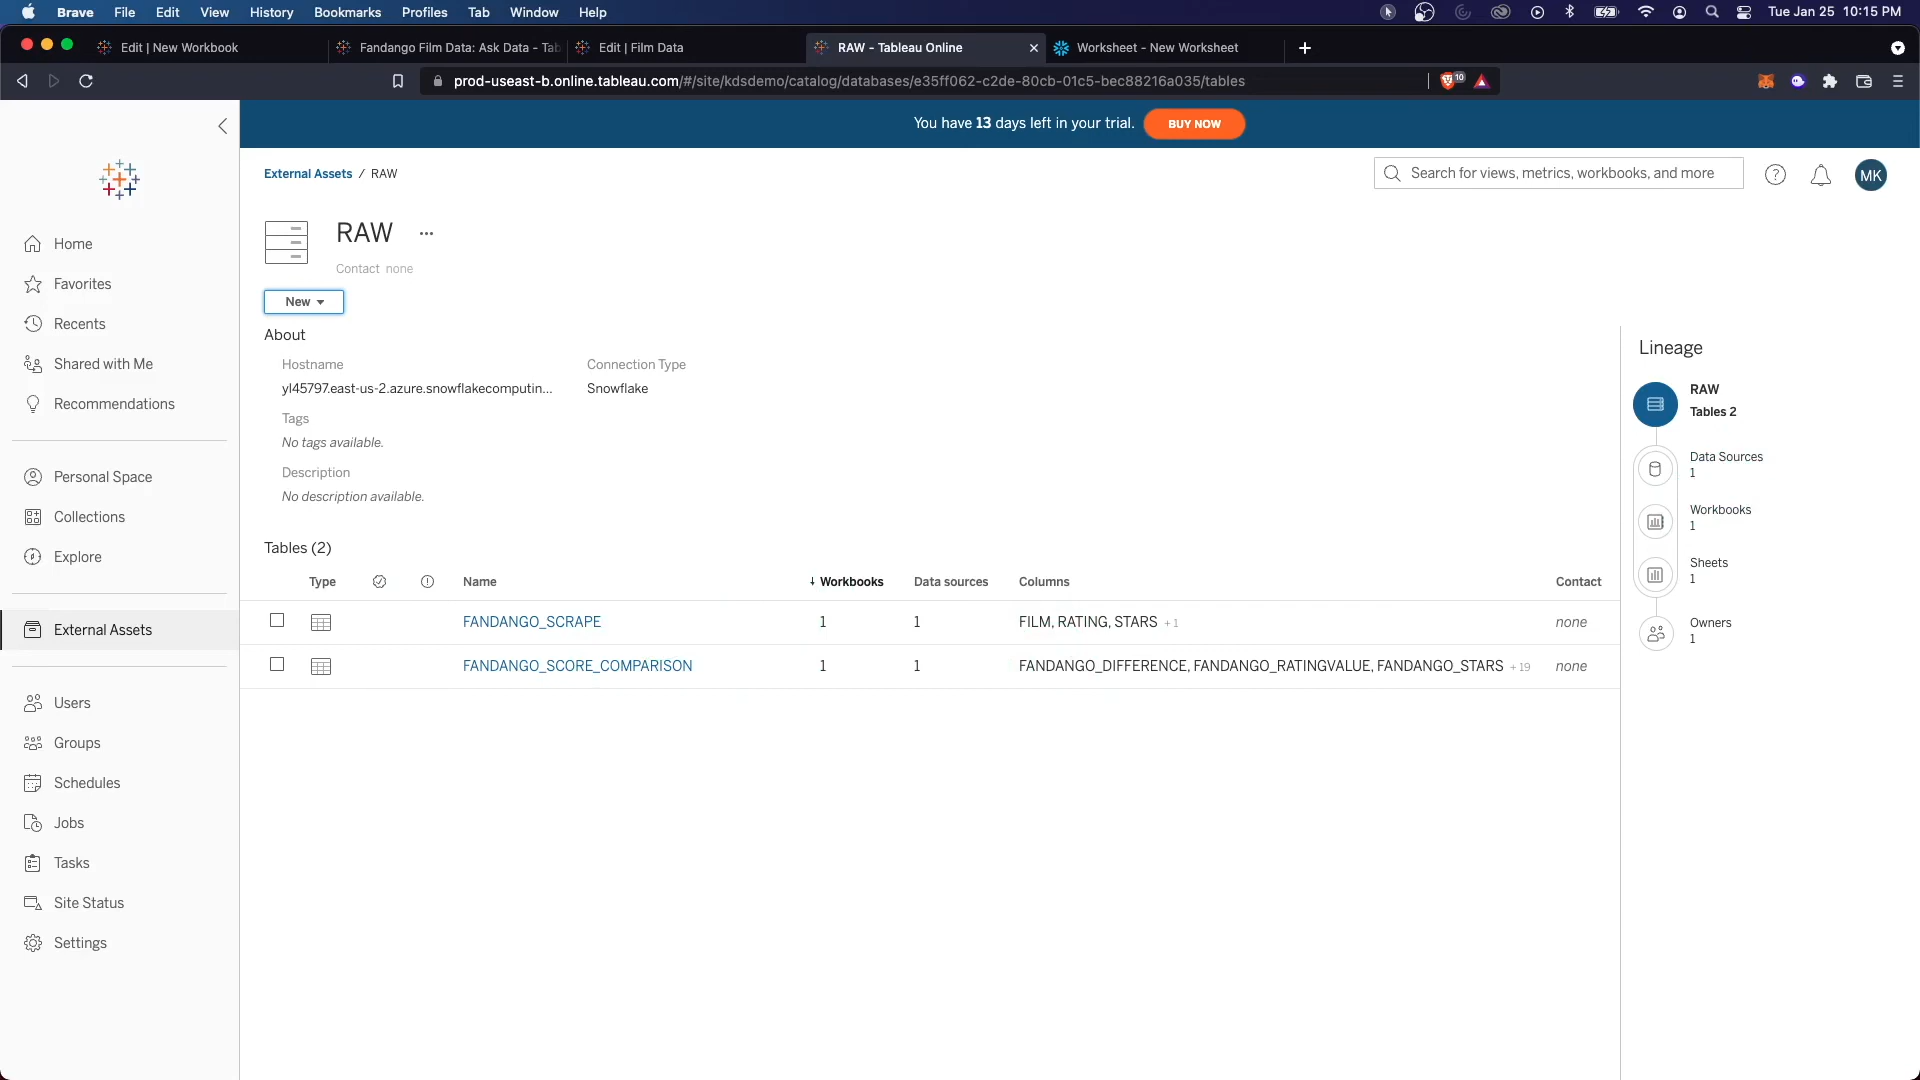 Brave File Edit View History Bookmarks Profiles Tab Window Help Tue Jan 25 10:15 PM
Edit | New Workbook
Fandango Film Data: Ask Data - Tab
Edit | Film Data
RAW - Tableau Online
Worksheet - New Worksheet
prod-useast-b.online.tableau.com/#/site/kdsdemo/catalog/databases/e35ff062-c2de-80cb-01c5-bec88216a035/tables
10
You have 13 days left in your trial. BUY NOW
External Assets / RAW
Search for views, metrics, workbooks, and more
MK
RAW ...
Contact none
New
Home
Favorites
Recents
Shared with Me
Recommendations
Personal Space
Collections
Explore
External Assets
Users
Groups
Schedules
Jobs
Tasks
Site Status
Settings
About
Hostname Connection Type
yl45797.east-us-2.azure.snowflakecomputin... Snowflake
Tags
No tags available.
Description
No description available.
Tables (2)
Type Name Workbooks Data sources Columns Contact
FANDANGO_SCRAPE 1 1 FILM, RATING, STARS + 1 none
FANDANGO_SCORE_COMPARISON 1 1 FANDANGO_DIFFERENCE, FANDANGO_RATINGVALUE, FANDANGO_STARS + 19 none
Lineage
RAW
Tables 2
Data Sources
1
Workbooks
1
Sheets
1
Owners
1